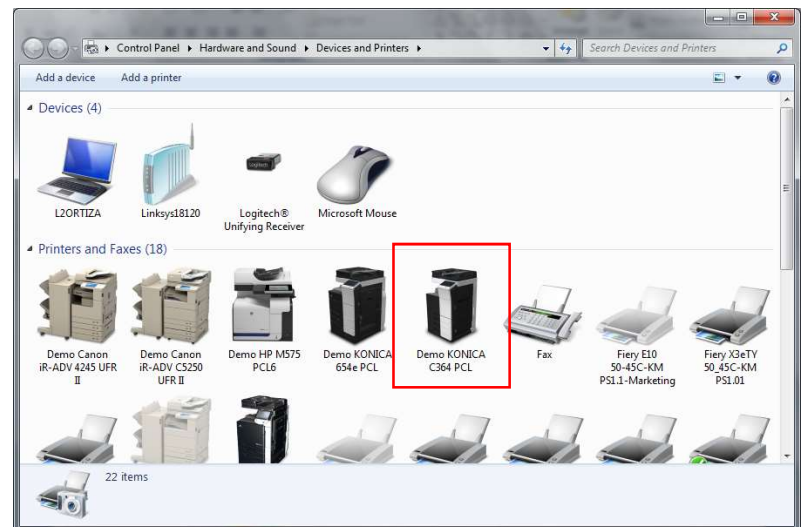 Control Panel ▸ Hardware and Sound ▸ Devices and Printers ▸
Search Devices and Printers
Add a device Add a printer
Devices (4)
L2ORTIZA
Linksys18120
Logitech®
Unifying Receiver
Microsoft Mouse
Printers and Faxes (18)
Demo Canon
iR-ADV 4245 UFR
II
Demo Canon
iR-ADV C5250
UFR II
Demo HP M575
PCL6
Demo KONICA
654e PCL
Demo KONICA
C364 PCL
Fax
Fiery E10
50-45C-KM
PS1.1-Marketing
Fiery X3eTY
50_45C-KM
PS1.01
22 items